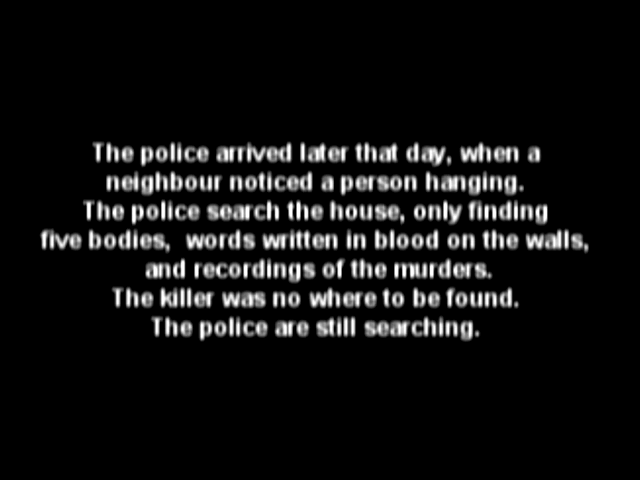 The police arrived later that day, when a
neighbour noticed a person hanging.
The police search the house, only finding
five bodies, words written in blood on the walls,
and recordings of the murders.
The killer was no where to be found.
The police are still searching.